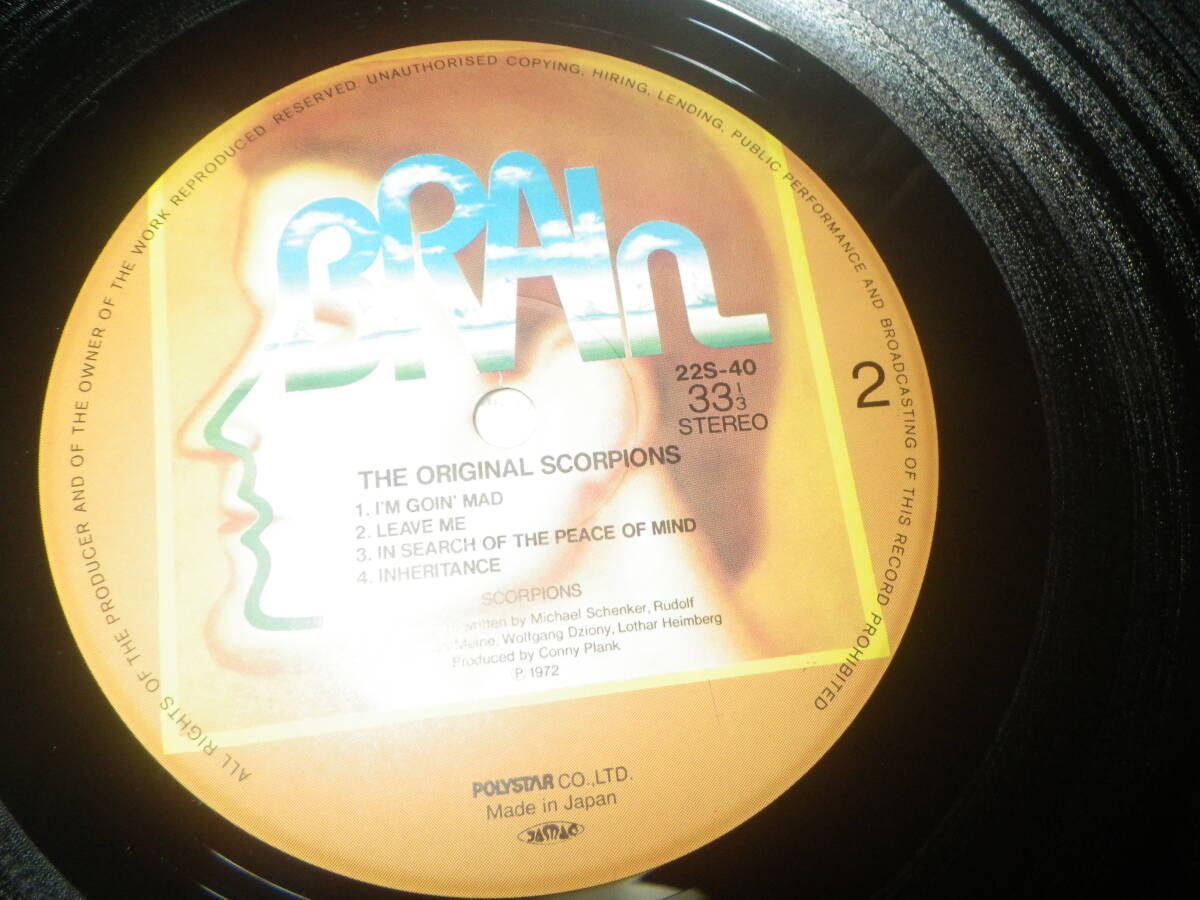 ALL RIGHTS OF THE PRODUCER AND OF THE OWNER OF THE WORK REPRODUCED RESERVED UNAUTHORISED COPYING, HIRING, LENDING, PUBLIC PERFORMANCE AND BROADCASTING OF THIS RECORD PROHIBITED
BRAIN
22S-40
33 1/3
STEREO
2
THE ORIGINAL SCORPIONS
1. I'M GOIN' MAD
2. LEAVE ME
3. IN SEARCH OF THE PEACE OF MIND
4. INHERITANCE
SCORPIONS
written by Michael Schenker, Rudolf
Meine, Wolfgang Dziony, Lothar Heimberg
Produced by Conny Plank
Ⓟ 1972
POLYSTAR CO.,LTD.
Made in Japan
JASRAC